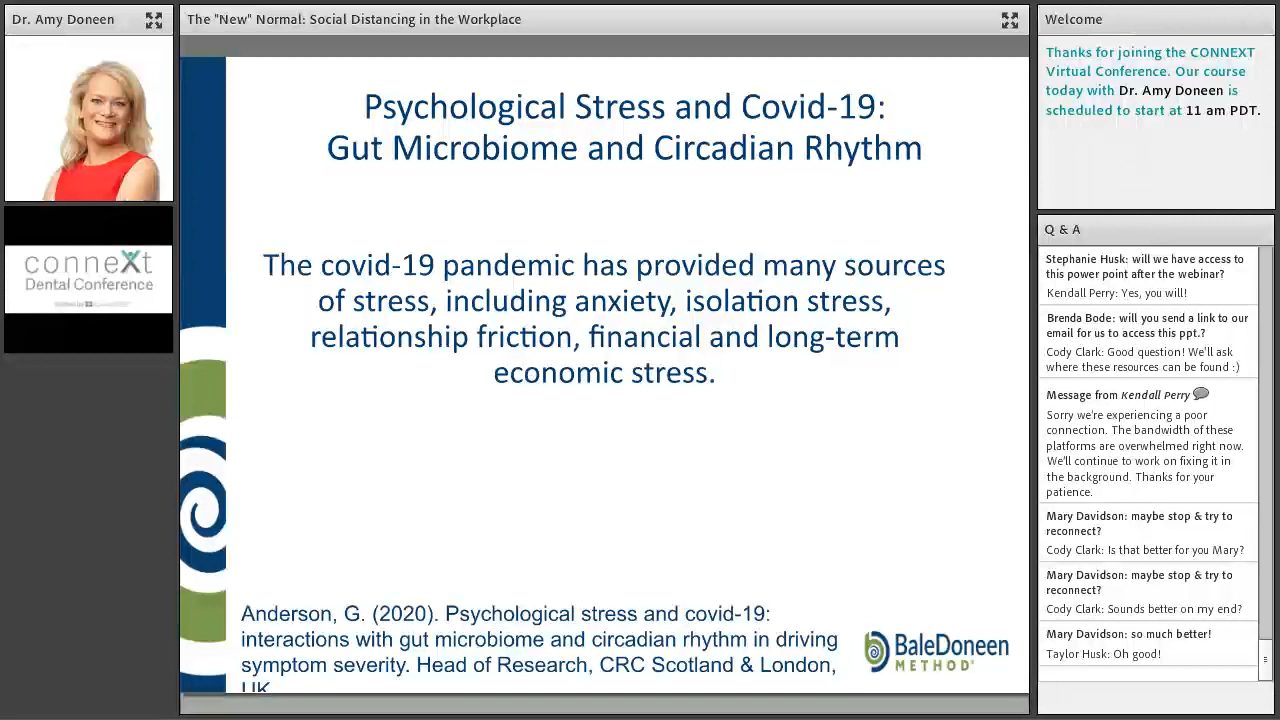 Dr. Amy Doneen
The "New" Normal: Social Distancing in the Workplace
Welcome
Thanks for joining the CONNEXT
Virtual Conference. Our course
today with Dr. Amy Doneen is
scheduled to start at 11 am PDT.
conneXt
Dental Conference
Psychological Stress and Covid-19:
Gut Microbiome and Circadian Rhythm
The covid-19 pandemic has provided many sources
of stress, including anxiety, isolation stress,
relationship friction, financial and long-term
economic stress.
Anderson, G. (2020). Psychological stress and covid-19:
interactions with gut microbiome and circadian rhythm in driving
symptom severity. Head of Research, CRC Scotland & London,
UK
BaleDoneen
METHOD®
Q & A
Stephanie Husk: will we have access to
this power point after the webinar?
Kendall Perry: Yes, you will!
Brenda Bode: will you send a link to our
email for us to access this ppt.?
Cody Clark: Good question! We'll ask
where these resources can be found :)
Message from Kendall Perry
Sorry we're experiencing a poor
connection. The bandwidth of these
platforms are overwhelmed right now.
We'll continue to work on fixing it in
the background. Thanks for your
patience.
Mary Davidson: maybe stop & try to
reconnect?
Cody Clark: Is that better for you Mary?
Mary Davidson: maybe stop & try to
reconnect?
Cody Clark: Sounds better on my end?
Mary Davidson: so much better!
Taylor Husk: Oh good!